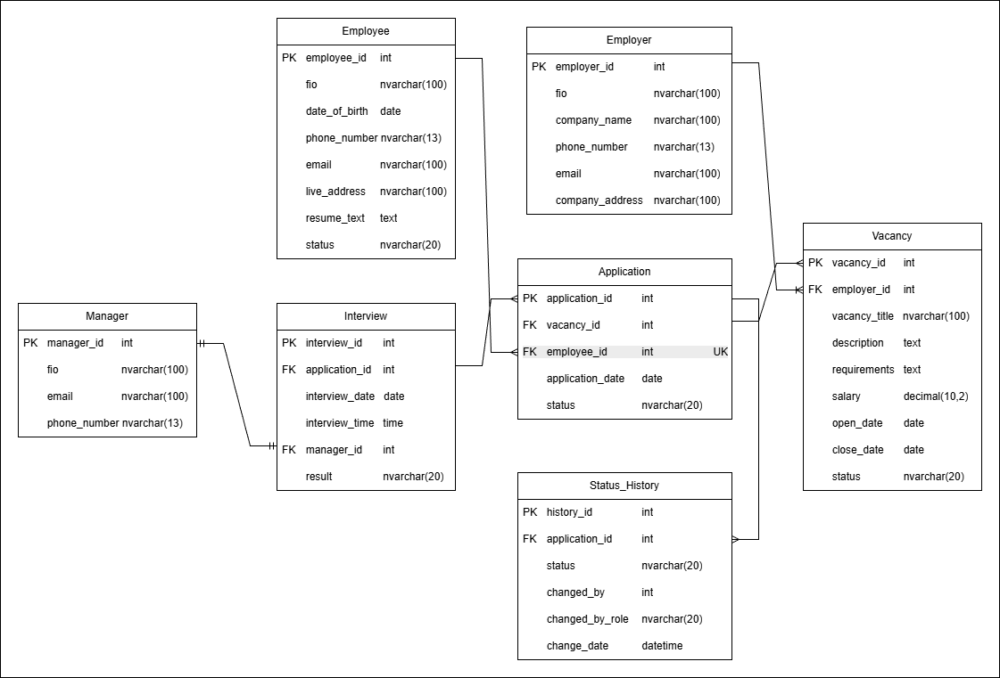 Employee
PK employee_id int
fio nvarchar(100)
date_of_birth date
phone_number nvarchar(13)
email nvarchar(100)
live_address nvarchar(100)
resume_text text
status nvarchar(20)
Employer
PK employer_id int
fio nvarchar(100)
company_name nvarchar(100)
phone_number nvarchar(13)
email nvarchar(100)
company_address nvarchar(100)
Vacancy
PK vacancy_id int
FK employer_id int
vacancy_title nvarchar(100)
description text
requirements text
salary decimal(10,2)
open_date date
close_date date
status nvarchar(20)
Application
PK application_id int
FK vacancy_id int
FK employee_id int UK
application_date date
status nvarchar(20)
Manager
PK manager_id int
fio nvarchar(100)
email nvarchar(100)
phone_number nvarchar(13)
Interview
PK interview_id int
FK application_id int
interview_date date
interview_time time
FK manager_id int
result nvarchar(20)
Status_History
PK history_id int
FK application_id int
status nvarchar(20)
changed_by int
changed_by_role nvarchar(20)
change_date datetime